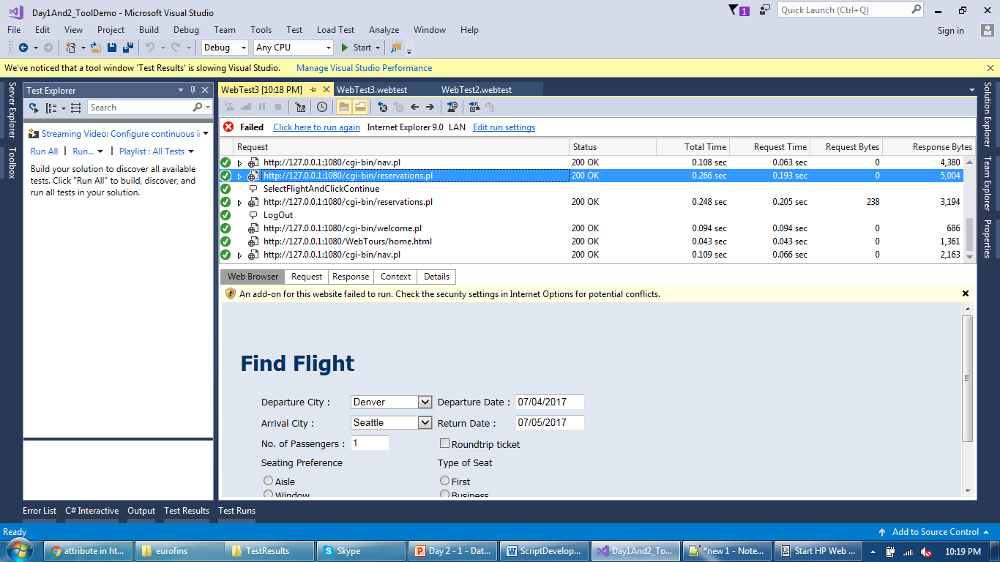 Day1And2_ToolDemo - Microsoft Visual Studio
1
Quick Launch (Ctrl+Q)
File Edit View Project Build Debug Team Tools Test Load Test Analyze Window Help
Sign in
Debug Any CPU Start
We've noticed that a tool window 'Test Results' is slowing Visual Studio. Manage Visual Studio Performance
Server Explorer
Toolbox
Test Explorer
Search
Streaming Video: Configure continuous i
Run All Run... Playlist : All Tests
Build your solution to discover all available
tests. Click "Run All" to build, discover, and
run all tests in your solution.
WebTest3 [10:18 PM] WebTest3.webtest WebTest2.webtest
Failed Click here to run again Internet Explorer 9.0 LAN Edit run settings
Request Status Total Time Request Time Request Bytes Response Bytes
http://127.0.0.1:1080/cgi-bin/nav.pl 200 OK 0.108 sec 0.063 sec 0 4,380
http://127.0.0.1:1080/cgi-bin/reservations.pl 200 OK 0.266 sec 0.193 sec 0 5,004
SelectFlightAndClickContinue
http://127.0.0.1:1080/cgi-bin/reservations.pl 200 OK 0.248 sec 0.205 sec 238 3,194
LogOut
http://127.0.0.1:1080/cgi-bin/welcome.pl 200 OK 0.094 sec 0.094 sec 0 686
http://127.0.0.1:1080/WebTours/home.html 200 OK 0.043 sec 0.043 sec 0 1,361
http://127.0.0.1:1080/cgi-bin/nav.pl 200 OK 0.109 sec 0.066 sec 0 2,163
Web Browser Request Response Context Details
An add-on for this website failed to run. Check the security settings in Internet Options for potential conflicts.
Find Flight
Departure City : Denver Departure Date : 07/04/2017
Arrival City : Seattle Return Date : 07/05/2017
No. of Passengers : 1 Roundtrip ticket
Seating Preference Type of Seat
Aisle First
Window Business
Solution Explorer
Team Explorer
Properties
Error List C# Interactive Output Test Results Test Runs
Ready Add to Source Control
attribute in ht... eurofins TestResults Skype Day 2 - 1 - Dat... ScriptDevelop... Day1And2_To... *new 1 - Note... Start HP Web ... 10:19 PM